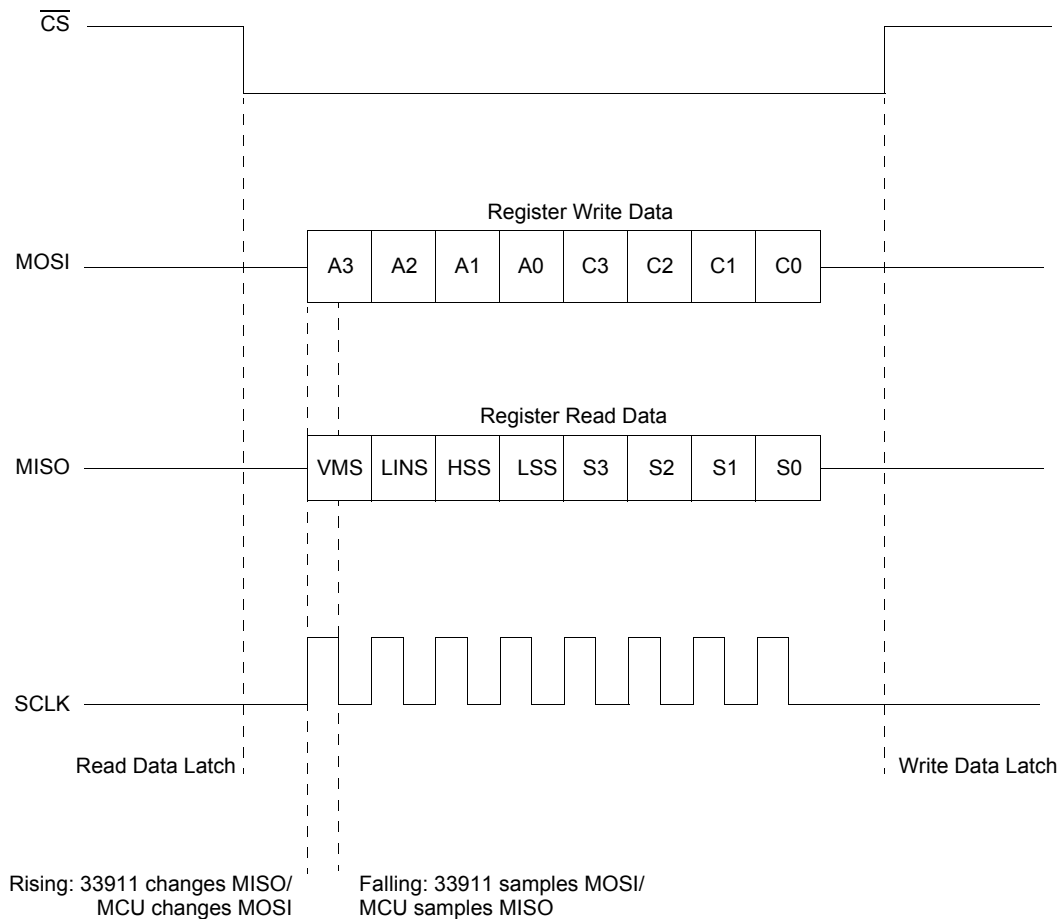 CS
Register Write Data
MOSI
A3 A2 A1 A0 C3 C2 C1 C0
Register Read Data
MISO
VMS LINS HSS LSS S3 S2 S1 S0
SCLK
Read Data Latch
Write Data Latch
Rising: 33911 changes MISO/
MCU changes MOSI
Falling: 33911 samples MOSI/
MCU samples MISO